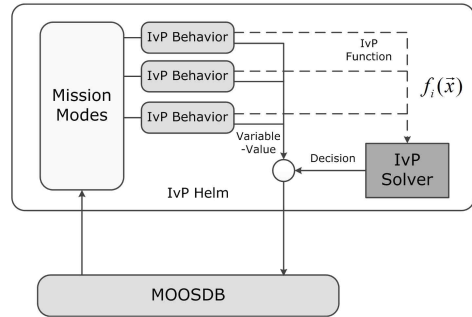 IvP Behavior
IvP Behavior
IvP Behavior
Mission
Modes
IvP
Function
$f_i(\vec{x})$
Variable
-Value
Decision
IvP
Solver
IvP Helm
MOOSDB